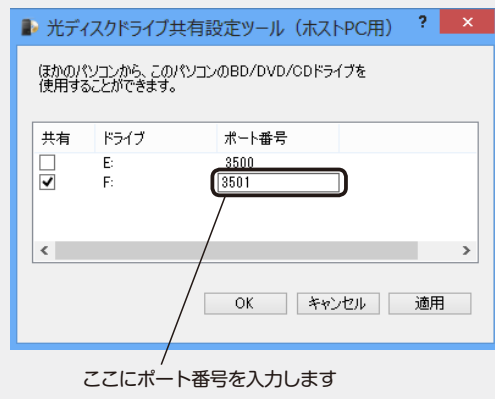 光ディスクドライブ共有設定ツール（ホストPC用） ? ×
ほかのパソコンから、このパソコンのBD/DVD/CDドライブを
使用することができます。
共有 ドライブ ポート番号
E: 3500
F: 3501
OK キャンセル 適用
ここにポート番号を入力します